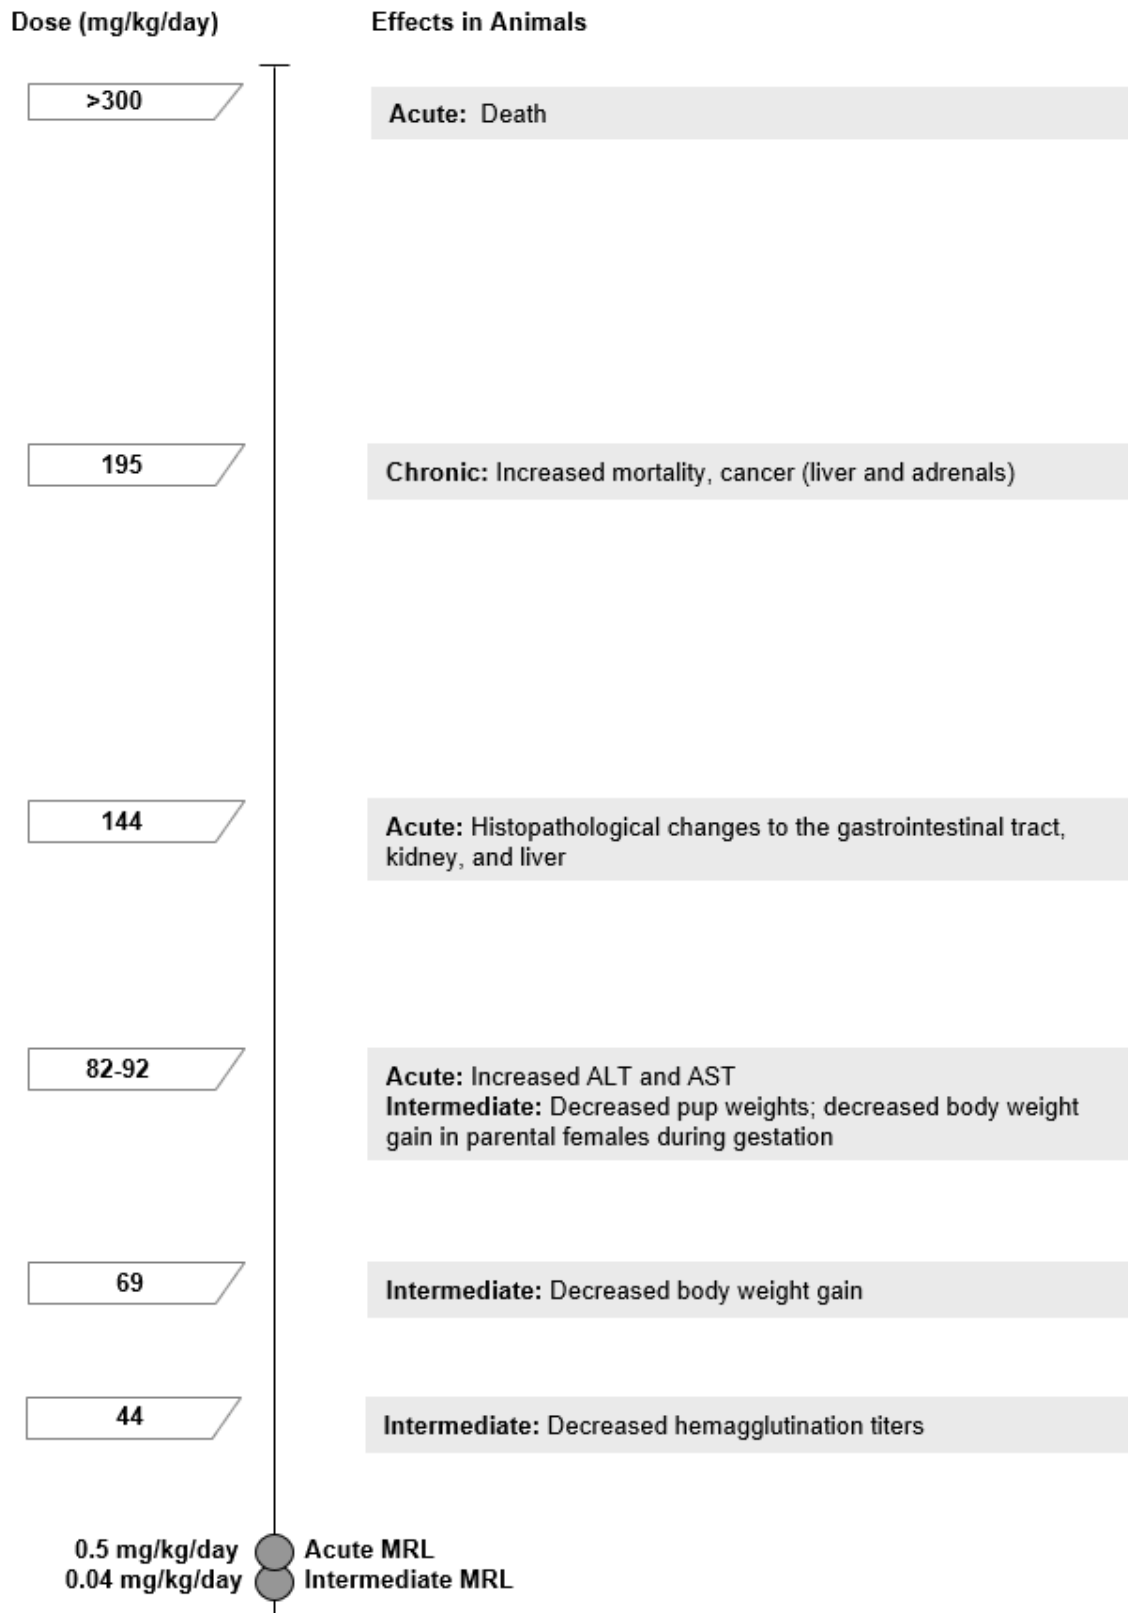 Dose (mg/kg/day) Effects in Animals
>300 Acute: Death
195 Chronic: Increased mortality, cancer (liver and adrenals)
144 Acute: Histopathological changes to the gastrointestinal tract,
kidney, and liver
82-92 Acute: Increased ALT and AST
Intermediate: Decreased pup weights; decreased body weight
gain in parental females during gestation
69 Intermediate: Decreased body weight gain
44 Intermediate: Decreased hemagglutination titers
0.5 mg/kg/day Acute MRL
0.04 mg/kg/day Intermediate MRL